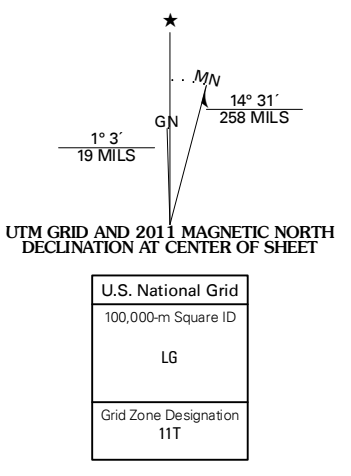 ★
MN
GN
14° 31´
258 MILS
1° 3´
19 MILS
UTM GRID AND 2011 MAGNETIC NORTH
DECLINATION AT CENTER OF SHEET
U.S. National Grid
100,000-m Square ID
LG
Grid Zone Designation
11T